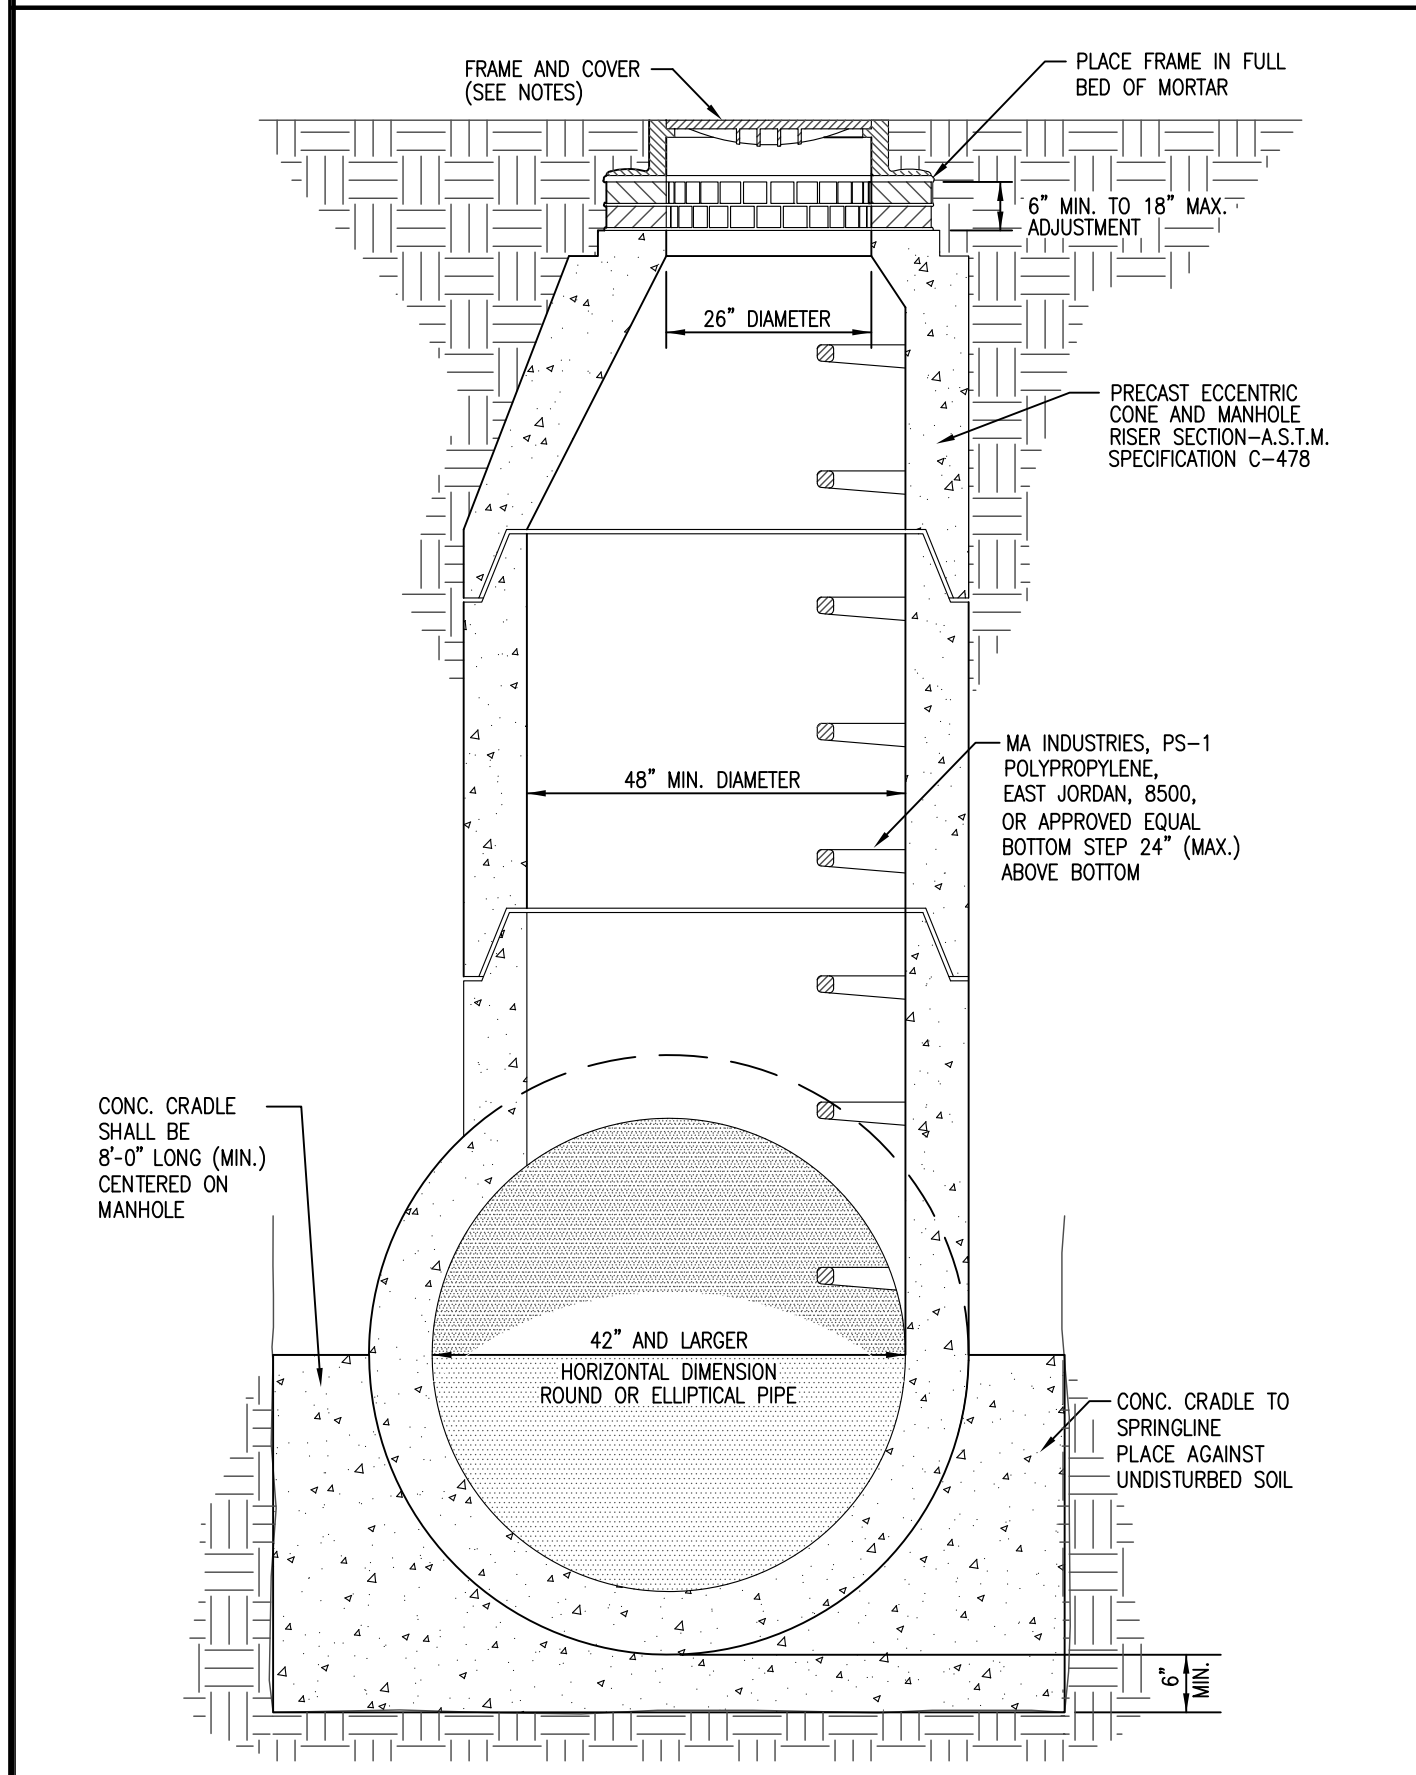 FRAME AND COVER
(SEE NOTES)
PLACE FRAME IN FULL
BED OF MORTAR
6” MIN. TO 18” MAX.
ADJUSTMENT
26” DIAMETER
PRECAST ECCENTRIC
CONE AND MANHOLE
RISER SECTION-A.S.T.M.
SPECIFICATION C-478
MA INDUSTRIES, PS-1
POLYPROPYLENE,
EAST JORDAN, 8500,
OR APPROVED EQUAL
BOTTOM STEP 24” (MAX.)
ABOVE BOTTOM
48” MIN. DIAMETER
CONC. CRADLE
SHALL BE
8'-0” LONG (MIN.)
CENTERED ON
MANHOLE
42” AND LARGER
HORIZONTAL DIMENSION
ROUND OR ELLIPTICAL PIPE
CONC. CRADLE TO
SPRINGLINE
PLACE AGAINST
UNDISTURBED SOIL
6”
MIN.